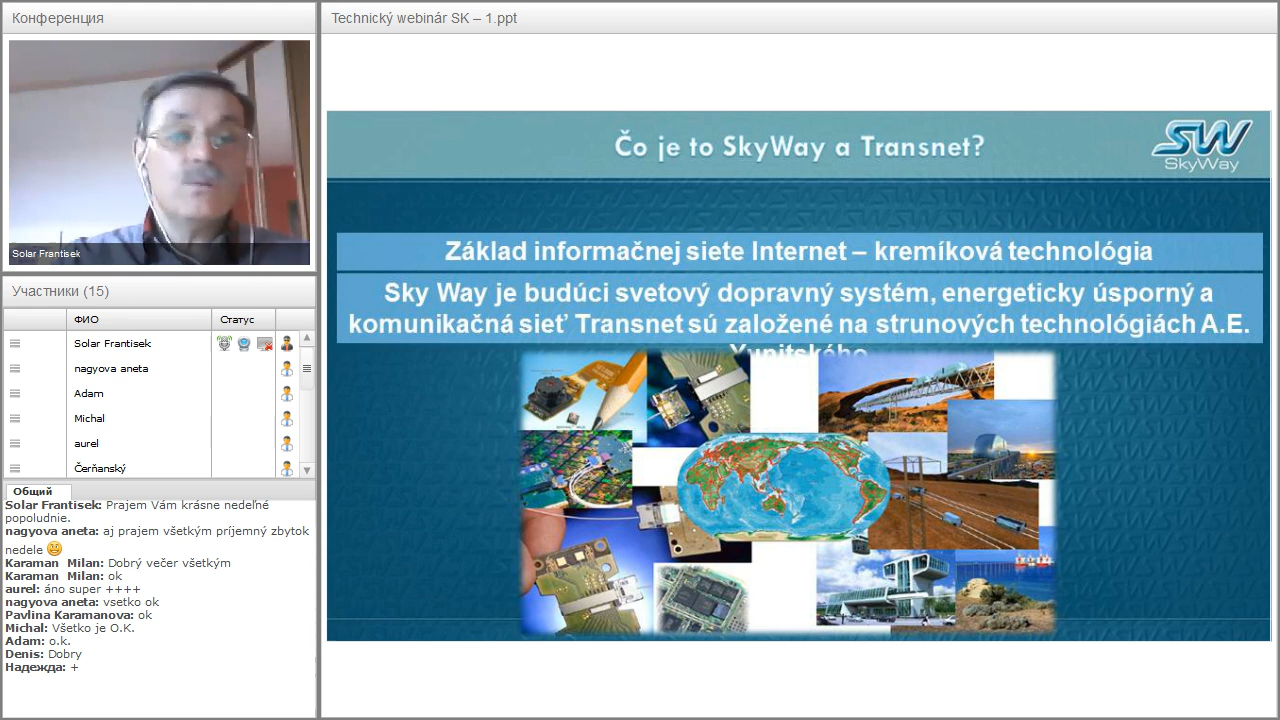 Конференция
Solar Frantisek
Участники (15)
ФИО Статус
Solar Frantisek
nagyova aneta
Adam
Michal
aurel
Čerňanský
Общий
Solar Frantisek: Prajem Vám krásne nedeľné
popoludnie.
nagyova aneta: aj prajem všetkým príjemný zbytok
nedele
Karaman Milan: Dobrý večer všetkým
Karaman Milan: ok
aurel: áno super ++++
nagyova aneta: vsetko ok
Pavlina Karamanova: ok
Michal: Všetko je O.K.
Adam: o.k.
Denis: Dobry
Надежда: +
Technický webinár SK – 1.ppt
Čo je to SkyWay a Transnet?
SW
SkyWay
Základ informačnej siete Internet – kremíková technológia
Sky Way je budúci svetový dopravný systém, energeticky úsporný a
komunikačná sieť Transnet sú založené na strunových technológiách A.E.
Yunitského